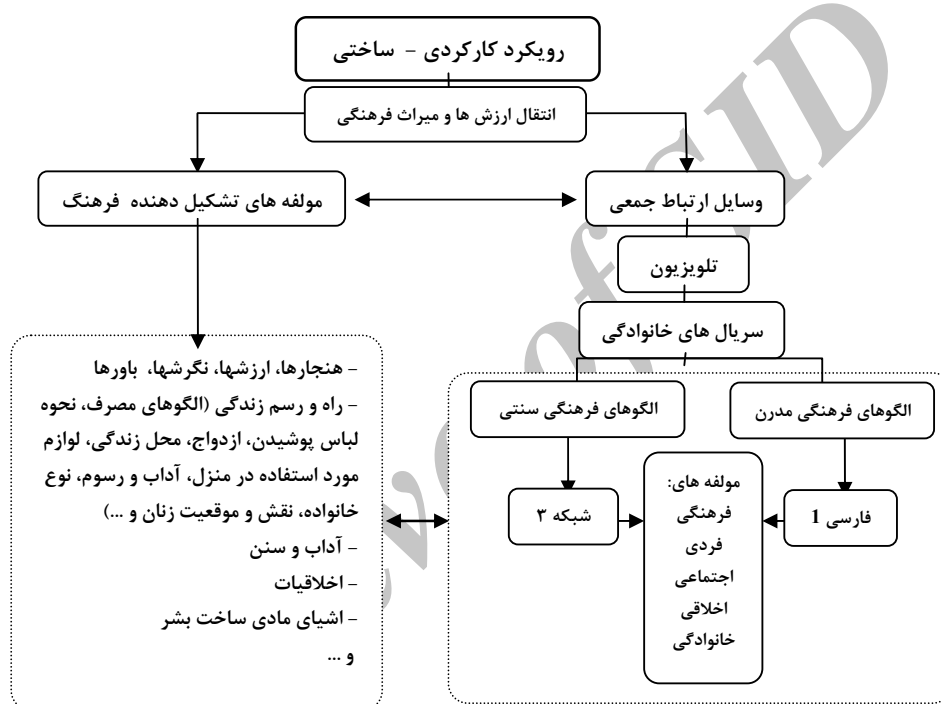 رویکرد کارکردی - ساختی
انتقال ارزش ها و میراث فرهنگی
وسایل ارتباط جمعی
مولفه های تشکیل دهنده فرهنگ
تلویزیون
سریال های خانوادگی
الگوهای فرهنگی مدرن
الگوهای فرهنگی سنتی
فارسی 1
مولفه های:
فرهنگی
فردی
اجتماعی
اخلاقی
خانوادگی
شبکه ۳
- هنجارها، ارزشها، نگرشها، باورها
- راه و رسم زندگی (الگوهای مصرف، نحوه
لباس پوشیدن، ازدواج، محل زندگی، لوازم
مورد استفاده در منزل، آداب و رسوم، نوع
خانواده، نقش و موقعیت زنان و ...)
- آداب و سنن
- اخلاقیات
- اشیای مادی ساخت بشر
و ...
of SID